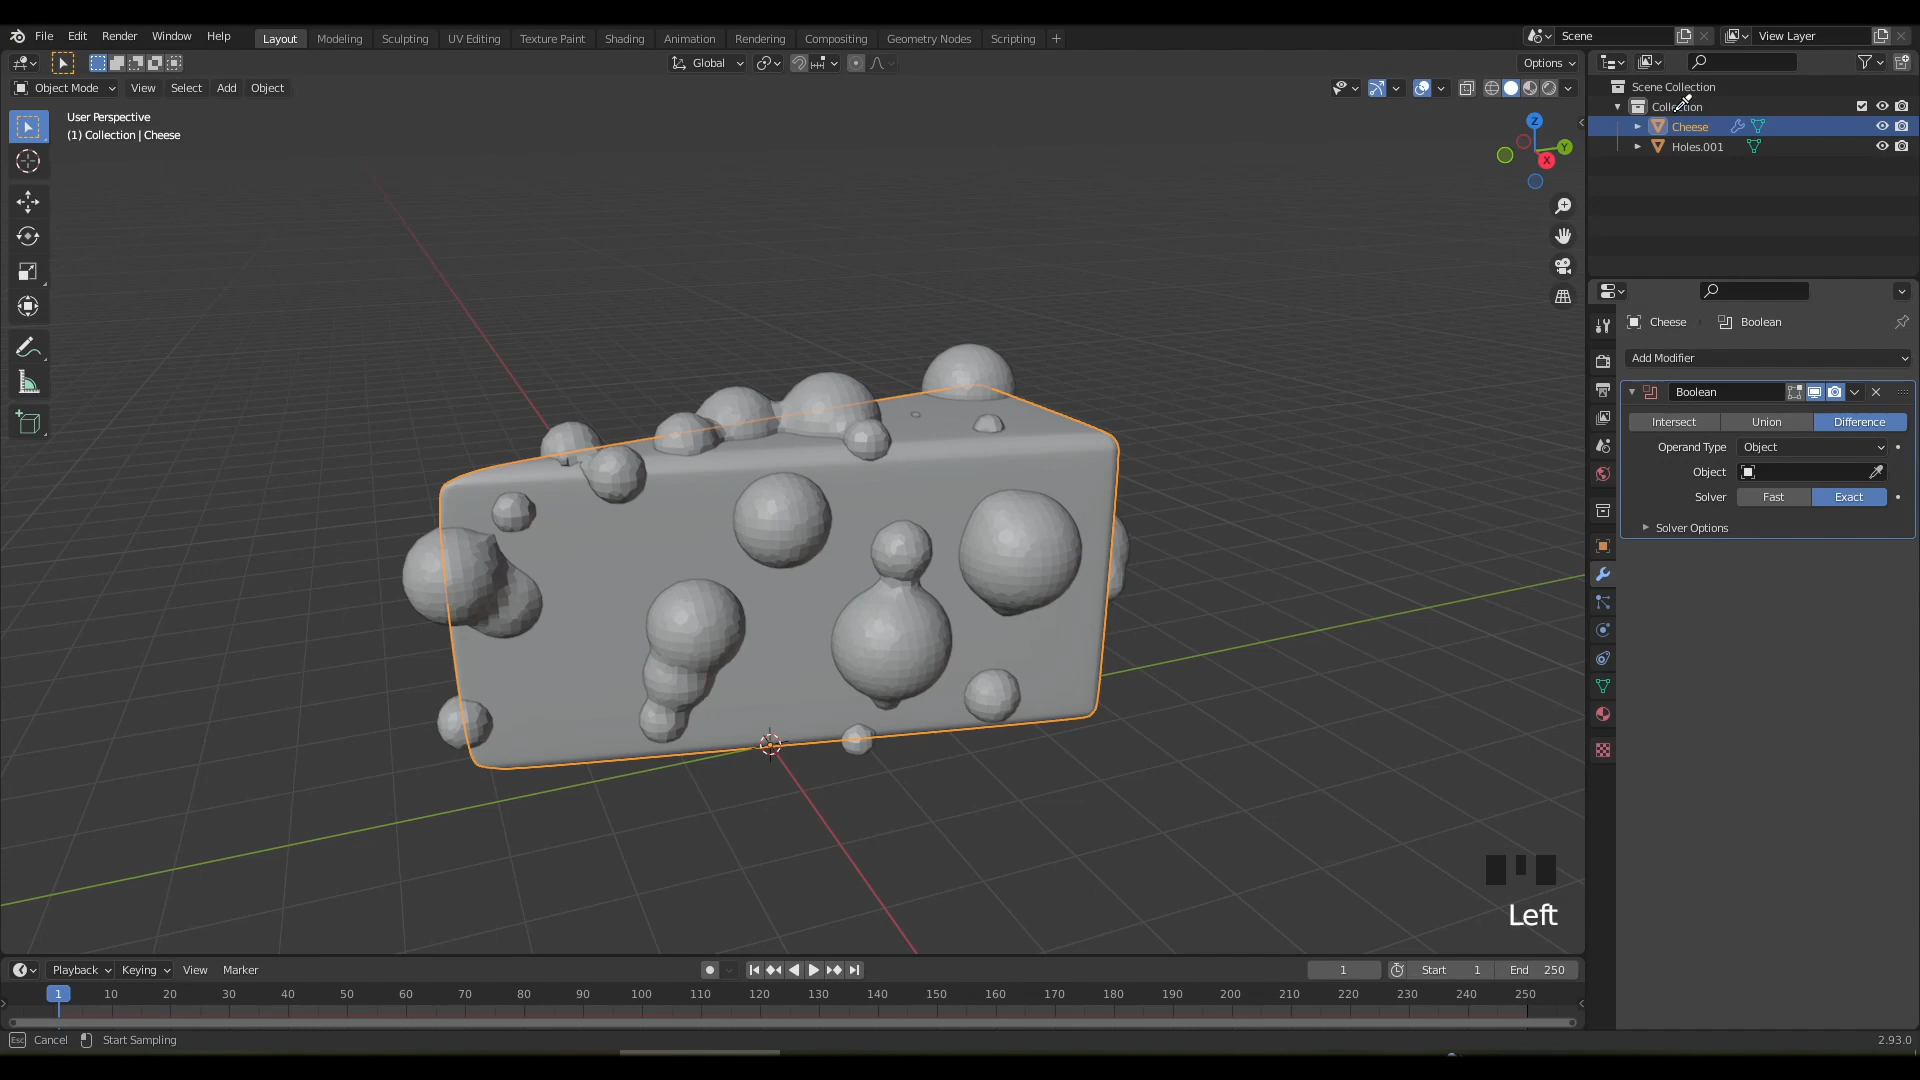 File Edit Render Window Help Layout Modeling Sculpting UV Editing Texture Paint Shading Animation Rendering Compositing Geometry Nodes Scripting + Scene View Layer
Global Options
Object Mode View Select Add Object
Scene Collection
Collection
Cheese
Holes.001
User Perspective
(1) Collection | Cheese
Z
Y
X
Cheese Boolean
Add Modifier
Boolean
Intersect Union Difference
Operand Type Object
Object
Solver Fast Exact
Solver Options
Left
Playback Keying View Marker 1 Start 1 End 250
1 10 20 30 40 50 60 70 80 90 100 110 120 130 140 150 160 170 180 190 200 210 220 230 240 250
Esc Cancel Start Sampling 2.93.0